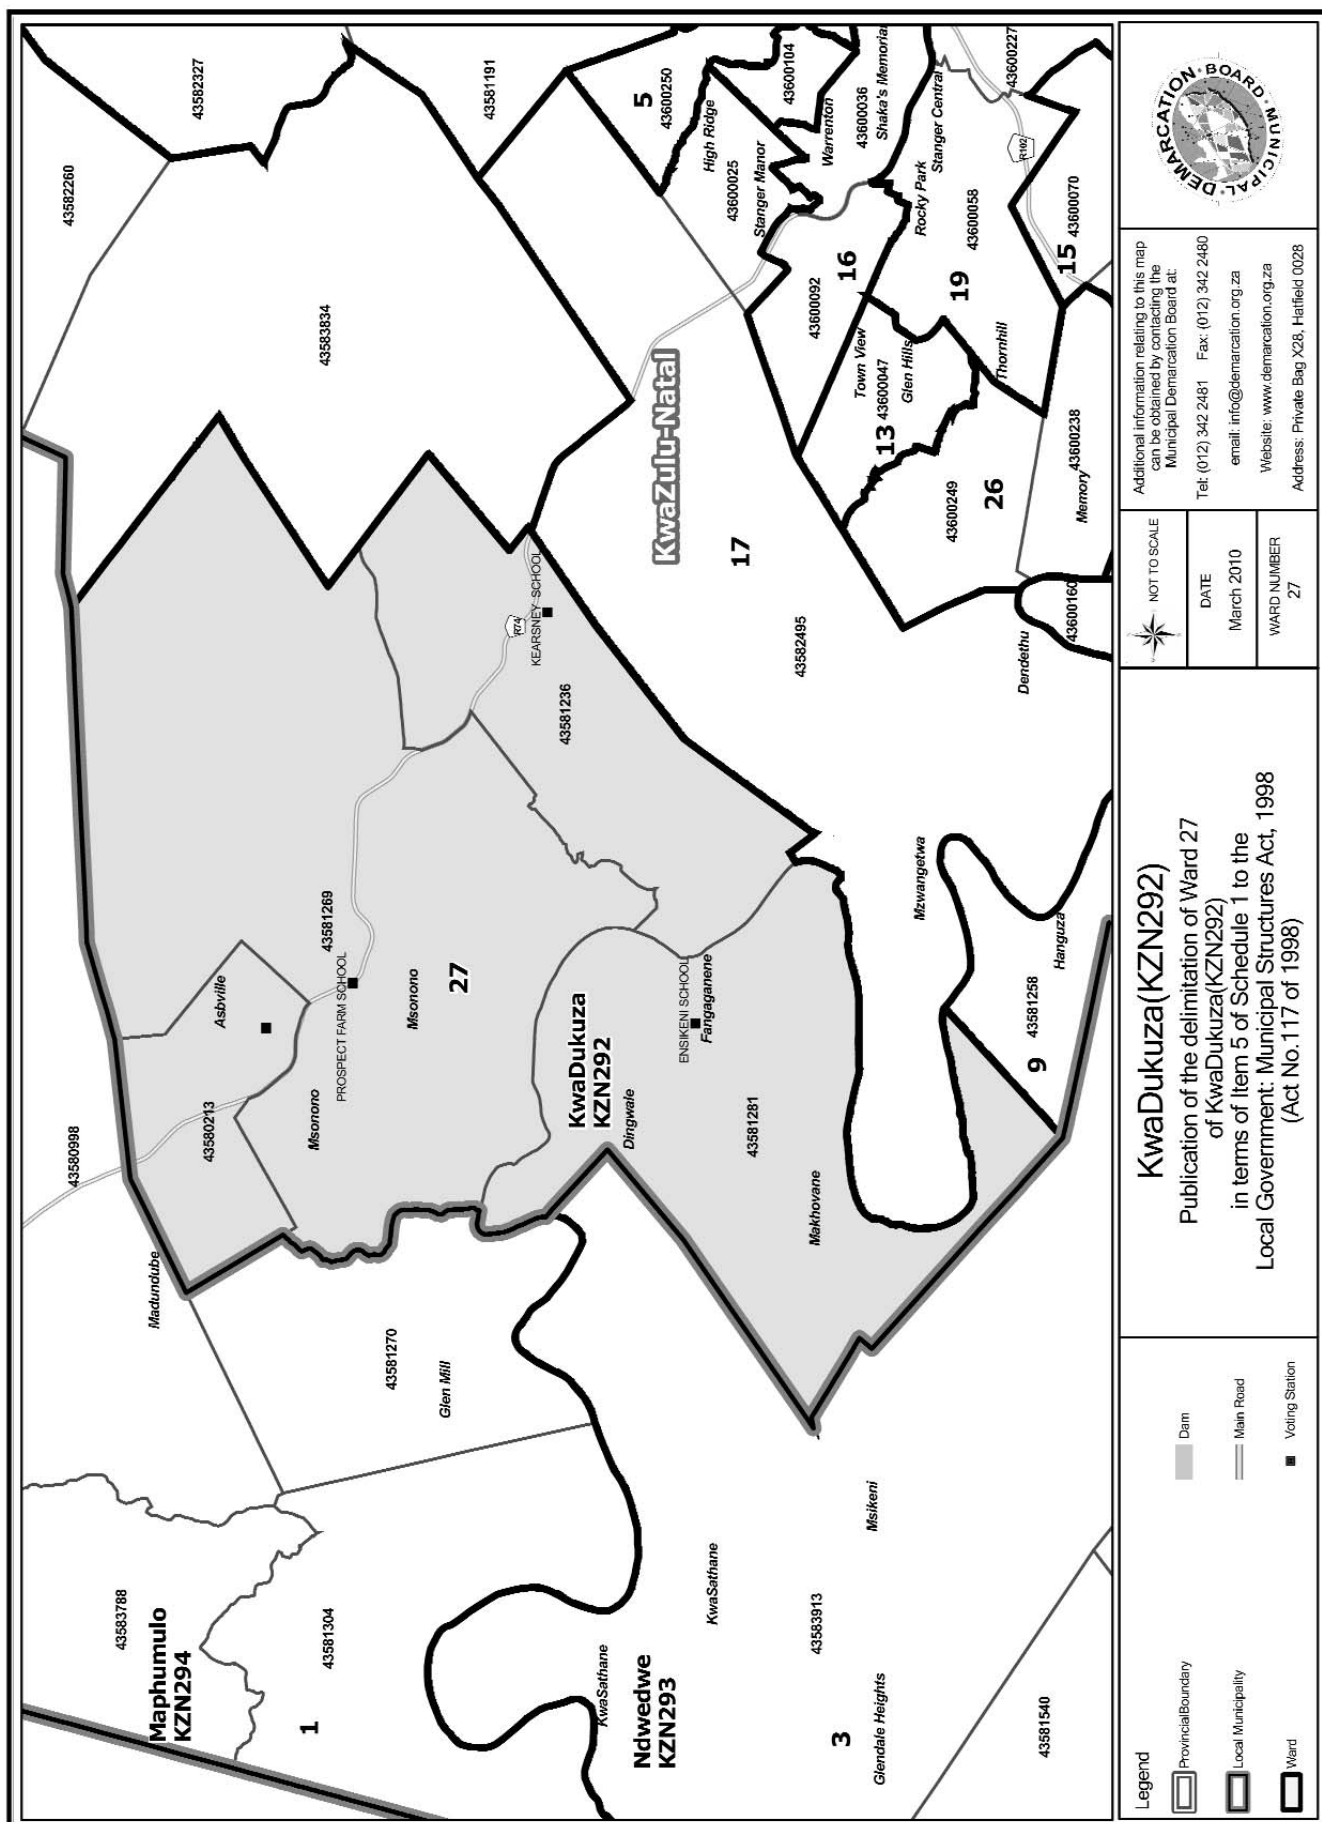 43582260
43582327
43581191
5
43600250
High Ridge
43600104
43600025
Stanger Manor
Warrenton
43600036
Shaka's Memorial
Stanger Central
43600227
R102
Rocky Park
43600058
43600070
15
19
16
43600092
43583834
KwaZulu-Natal
Town View
43600047
Glen Hills
13
Thornhill
43600238
Memory
43600249
26
17
43582495
43600160
Dendethu
R74
KEARSNEY SCHOOL
43581236
43581269
PROSPECT FARM SCHOOL
Asbville
Msonono
27
43580998
43580213
Msonono
KwaDukuza
KZN292
Dingwale
ENSIKENI SCHOOL
Fangaganene
43581281
Makhovane
Mzwangetwa
Hanguza
43581258
9
Madundube
43581270
Glen Mill
43583788
Maphumulo
KZN294
43581304
1
KwaSathane
Ndwedwe
KZN293
KwaSathane
Msikeni
43583913
3
Glendale Heights
43581540
Legend
ProvincialBoundary
Local Municipality
Ward
Dam
Main Road
Voting Station
KwaDukuza(KZN292)
Publication of the delimitation of Ward 27
of KwaDukuza(KZN292)
in terms of Item 5 of Schedule 1 to the
Local Government: Municipal Structures Act, 1998
(Act No.117 of 1998)
NOT TO SCALE
DATE
March 2010
WARD NUMBER
27
Additional information relating to this map
can be obtained by contacting the
Municipal Demarcation Board at:
Tel: (012) 342 2481 Fax: (012) 342 2480
email: info@demarcation.org.za
Website: www.demarcation.org.za
Address: Private Bag X28, Hatfield 0028
MUNICIPAL DEMARCATION BOARD